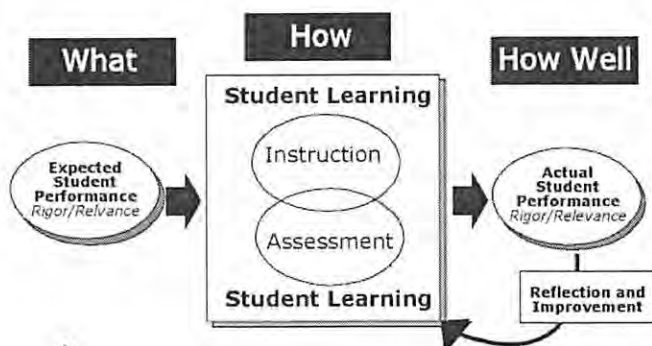 What
How
How Well
Expected
Student
Performance
Rigor/Relvance
Student Learning
Instruction
Assessment
Student Learning
Actual
Student
Performance
Rigor/Relevance
Reflection and
Improvement